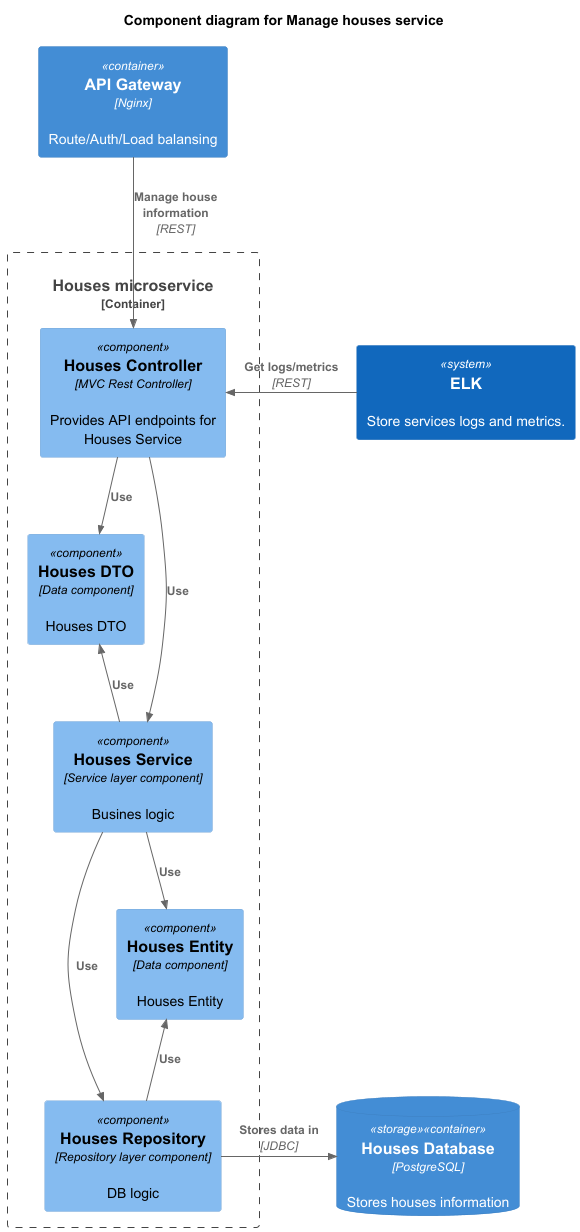 Component diagram for Manage houses service
«container»
API Gateway
[Nginx]
Route/Auth/Load balansing
Manage house
information
[REST]
Houses microservice
[Container]
«component»
Houses Controller
[MVC Rest Controller]
Provides API endpoints for
Houses Service
Get logs/metrics
[REST]
«system»
ELK
Store services logs and metrics.
Use
Use
«component»
Houses DTO
[Data component]
Houses DTO
Use
«component»
Houses Service
[Service layer component]
Busines logic
Use
Use
«component»
Houses Entity
[Data component]
Houses Entity
Use
«component»
Houses Repository
[Repository layer component]
DB logic
Stores data in
[JDBC]
«storage»«container»
Houses Database
[PostgreSQL]
Stores houses information